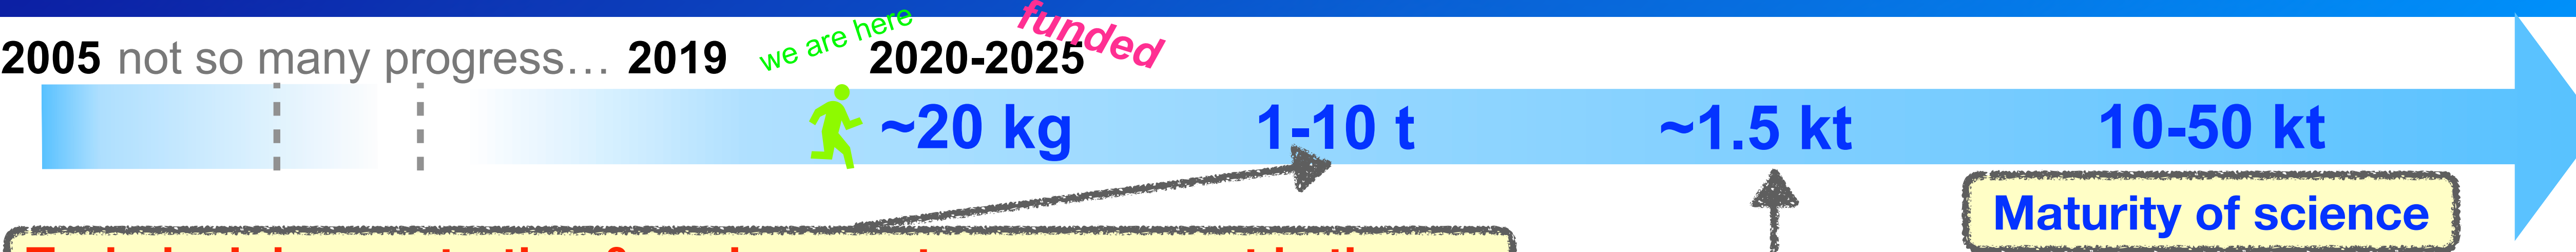 funded
we are here
2005 not so many progress... 2019 2020-2025
~20 kg 1-10 t ~1.5 kt 10-50 kt
Maturity of science